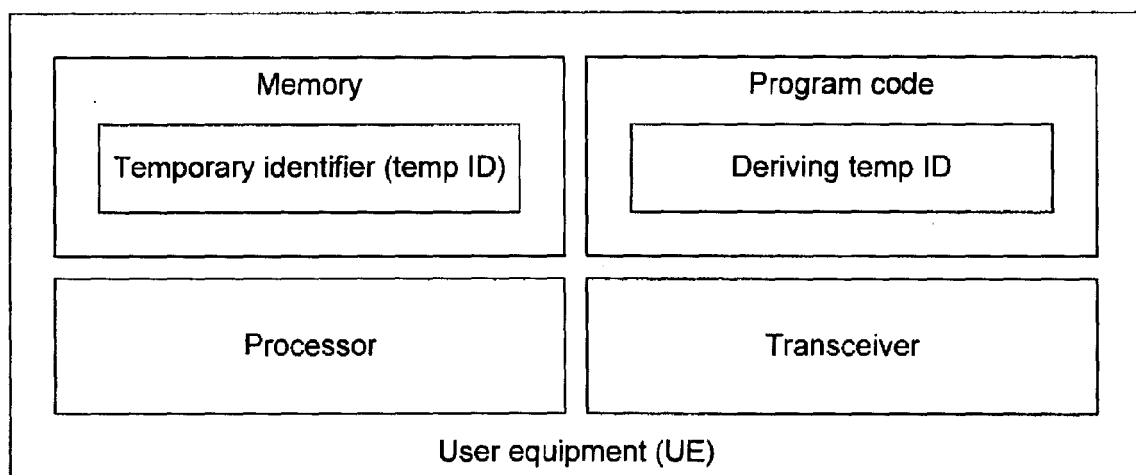 Memory
Program code
Temporary identifier (temp ID)
Deriving temp ID
Processor
Transceiver
User equipment (UE)